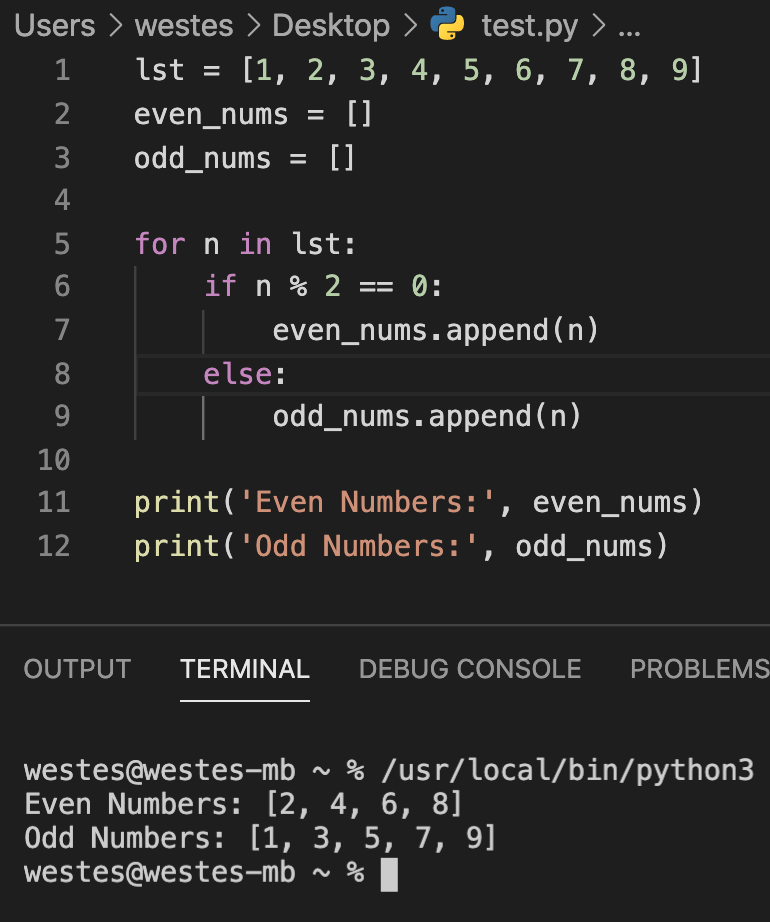 Users > westes > Desktop > test.py > ...
1 lst = [1, 2, 3, 4, 5, 6, 7, 8, 9]
2 even_nums = []
3 odd_nums = []
4
5 for n in lst:
6     if n % 2 == 0:
7         even_nums.append(n)
8     else:
9         odd_nums.append(n)
10
11 print('Even Numbers:', even_nums)
12 print('Odd Numbers:', odd_nums)
OUTPUT TERMINAL DEBUG CONSOLE PROBLEMS
westes@westes-mb ~ % /usr/local/bin/python3
Even Numbers: [2, 4, 6, 8]
Odd Numbers: [1, 3, 5, 7, 9]
westes@westes-mb ~ %